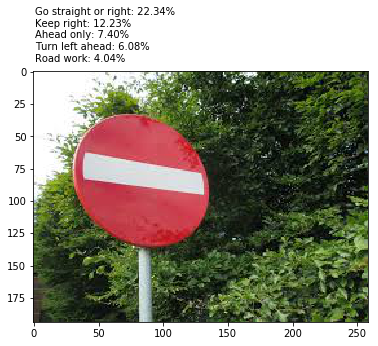 Go straight or right: 22.34%
Keep right: 12.23%
Ahead only: 7.40%
Turn left ahead: 6.08%
Road work: 4.04%
0
25
50
75
100
125
150
175
0
50
100
150
200
250